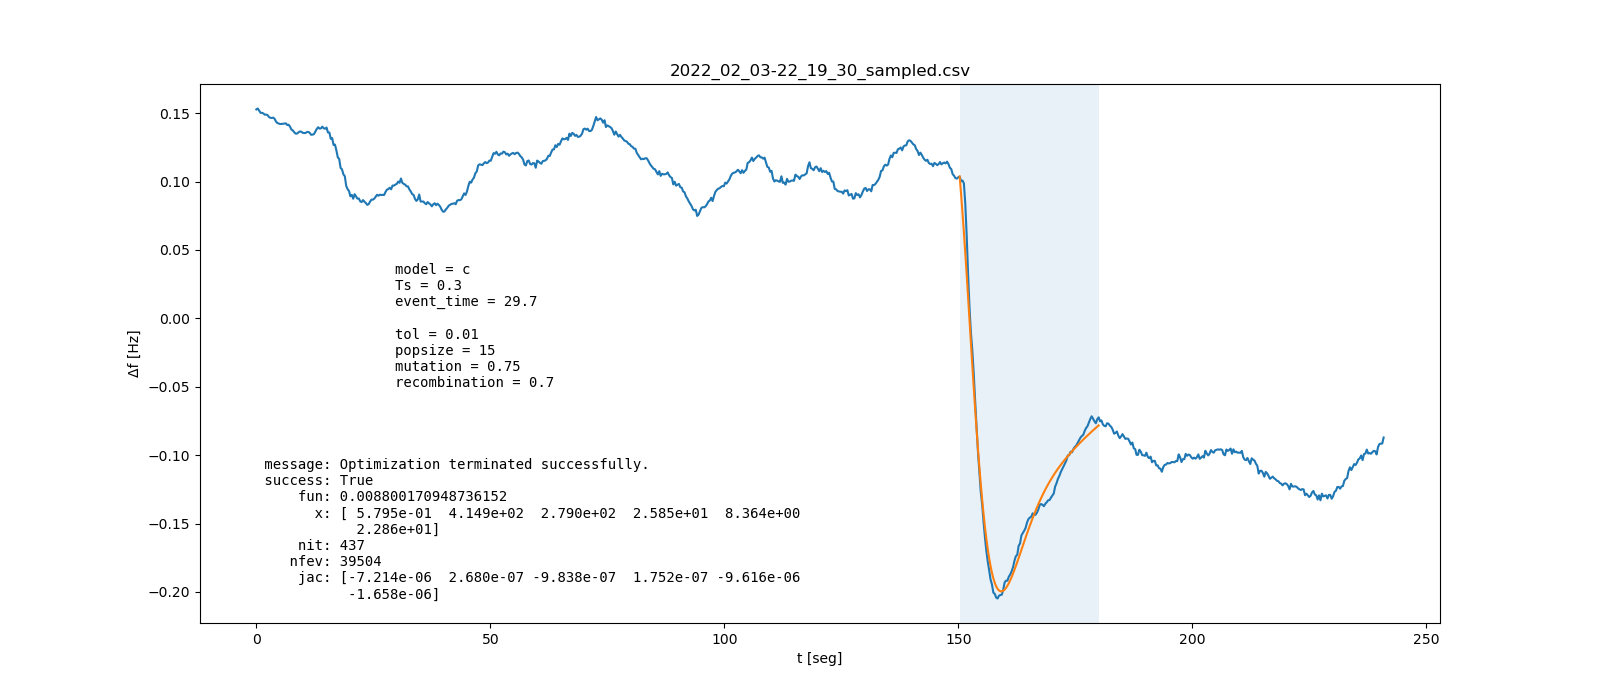 2022_02_03-22_19_30_sampled.csv
0.15
0.10
0.05
0.00
−0.05
−0.10
−0.15
−0.20
Δf [Hz]
model = c
Ts = 0.3
event_time = 29.7
tol = 0.01
popsize = 15
mutation = 0.75
recombination = 0.7
message: Optimization terminated successfully.
success: True
fun: 0.008800170948736152
x: [ 5.795e-01  4.149e+02  2.790e+02  2.585e+01  8.364e+00
2.286e+01]
nit: 437
nfev: 39504
jac: [-7.214e-06  2.680e-07 -9.838e-07  1.752e-07 -9.616e-06
-1.658e-06]
0 50 100 150 200 250
t [seg]